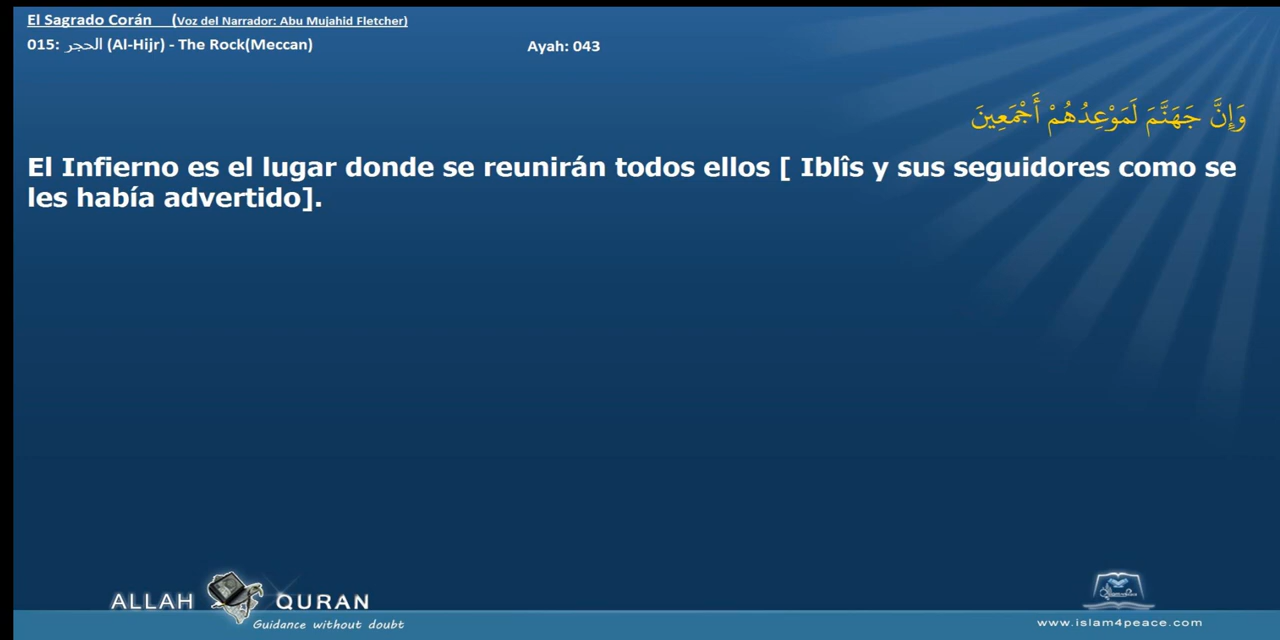 El Sagrado Corán (Voz del Narrador: Abu Mujahid Fletcher)
015: الحجر (Al-Hijr) - The Rock(Meccan) Ayah: 043
وَإِنَّ جَهَنَّمَ لَمَوْعِدُهُمْ أَجْمَعِينَ
El Infierno es el lugar donde se reunirán todos ellos [ Iblîs y sus seguidores como se
les había advertido].
ALLAH QURAN
Guidance without doubt
www.islam4peace.com